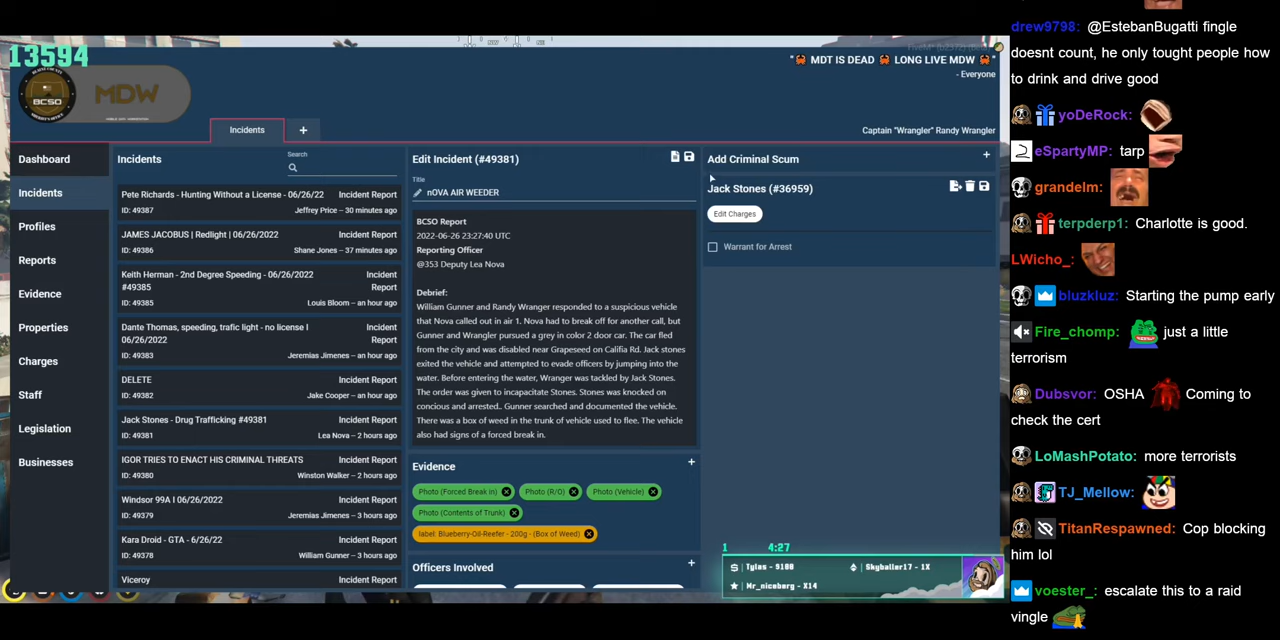 13594
BCSO
MDW
"🦀 MDT IS DEAD 🦀 LONG LIVE MDW 🦀"
- Everyone
Incidents
+
Captain "Wrangler" Randy Wrangler
Dashboard
Incidents
Profiles
Reports
Evidence
Properties
Charges
Staff
Legislation
Businesses
Incidents
Search
Pete Richards - Hunting Without a License - 06/26/22 Incident Report
ID: 49387 Jeffrey Price – 30 minutes ago
JAMES JACOBUS | Redlight | 06/26/2022 Incident Report
ID: 49386 Shane Jones – 37 minutes ago
Keith Herman - 2nd Degree Speeding - 06/26/2022 Incident
#49385 Report
ID: 49385 Louis Bloom – an hour ago
Dante Thomas, speeding, trafic light - no license I Incident
06/26/2022 Report
ID: 49383 Jeremias Jimenes – an hour ago
DELETE Incident Report
ID: 49382 Jake Cooper – an hour ago
Jack Stones - Drug Trafficking #49381 Incident Report
ID: 49381 Lea Nova – 2 hours ago
IGOR TRIES TO ENACT HIS CRIMINAL THREATS Incident Report
ID: 49380 Winston Walker – 3 hours ago
Windsor 99A I 06/26/2022 Incident Report
ID: 49379 Jeremias Jimenes – 3 hours ago
Kara Droid - GTA - 6/26/22 Incident Report
ID: 49378 William Gunner – 3 hours ago
Viceroy Incident Report
Edit Incident (#49381)
Title
nOVA AIR WEEDER
BCSO Report
2022-06-26 23:27:40 UTC
Reporting Officer
@353 Deputy Lea Nova
Debrief:
William Gunner and Randy Wranger responded to a suspicious vehicle
that Nova called out in air 1. Nova had to break off for another call, but
Gunner and Wrangler pursued a grey in color 2 door car. The car fled
from the city and was disabled near Grapeseed on Califia Rd. Jack stones
exited the vehicle and attempted to evade officers by jumping into the
water. Before entering the water, Wranger was tackled by Jack Stones.
The order was given to incapacitate Stones. Stones was knocked on
concious and arrested.. Gunner searched and documented the vehicle.
There was a box of weed in the trunk of vehicle used to flee. The vehicle
also had signs of a forced break in.
Evidence +
Photo (Forced Break in) Photo (R/O) Photo (Vehicle)
Photo (Contents of Trunk)
label: Blueberry-Oil-Reefer - 200g - (Box of Weed)
Officers Involved +
Add Criminal Scum +
Jack Stones (#36959)
Edit Charges
Warrant for Arrest
1 4:27
Tylas - 9100 Skyballer17 - 1X
Mr_nicsberg - X14
drew9798: @EstebanBugatti fingle
doesnt count, he only tought people how
to drink and drive good
yoDeRock:
eSpartyMP: tarp
grandelm:
terpderp1: Charlotte is good.
LWicho_:
bluzkluz: Starting the pump early
Fire_chomp: just a little
terrorism
Dubsvor: OSHA Coming to
check the cert
LoMashPotato: more terrorists
TJ_Mellow:
TitanRespawned: Cop blocking
him lol
voester_: escalate this to a raid
vingle